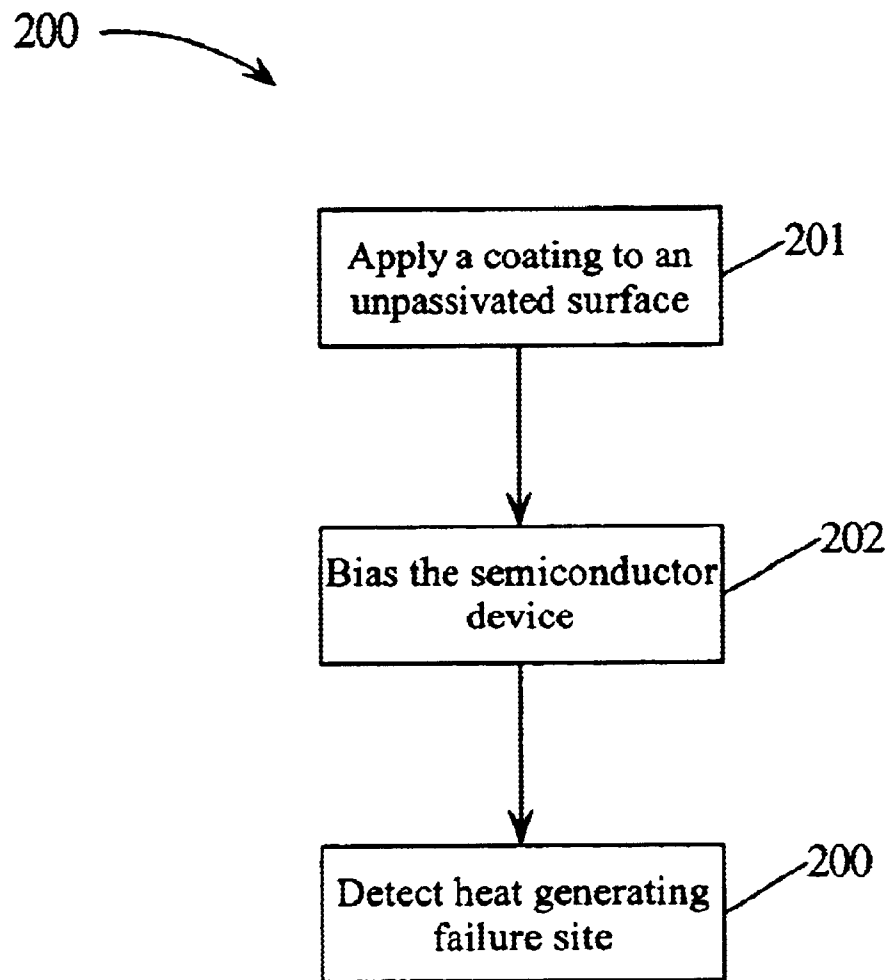 200
Apply a coating to an
unpassivated surface
201
Bias the semiconductor
device
202
Detect heat generating
failure site
200